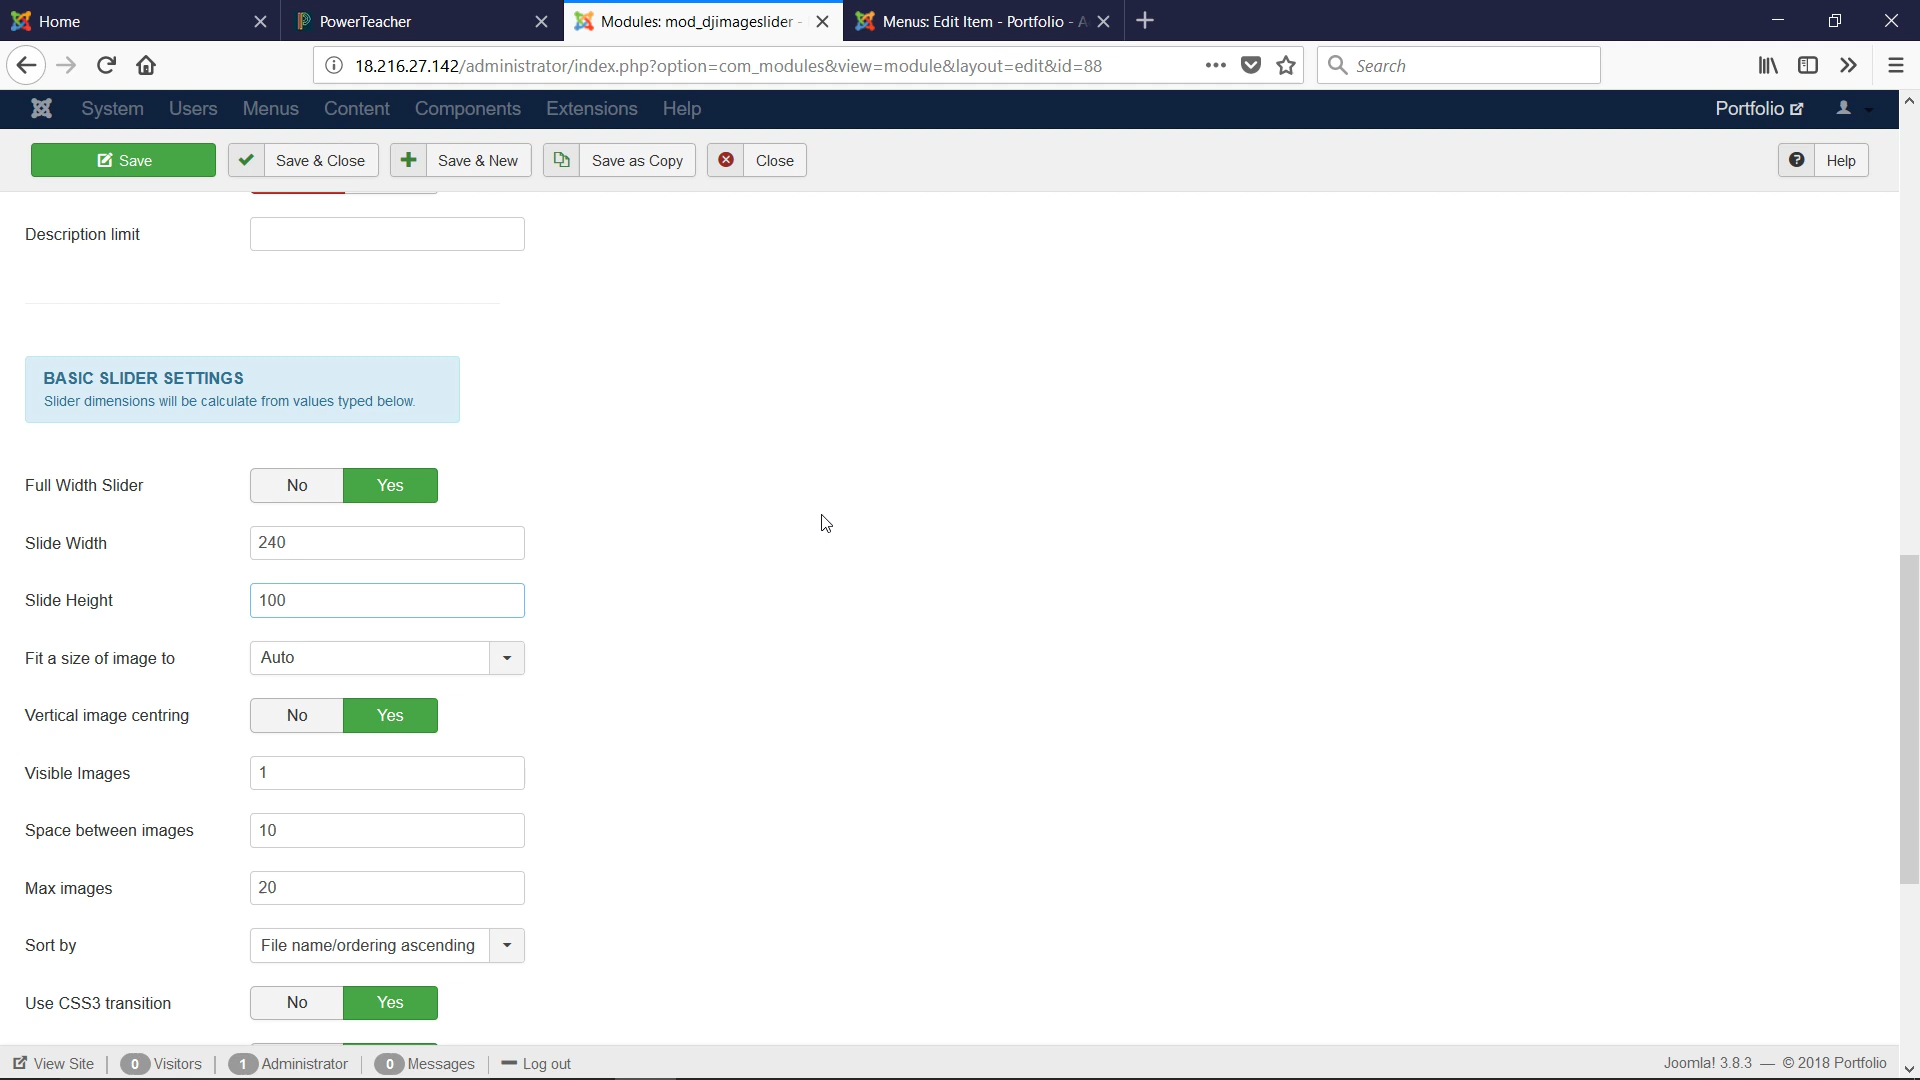 Home
PowerTeacher
Modules: mod_djimageslider -
Menus: Edit Item - Portfolio - A
18.216.27.142/administrator/index.php?option=com_modules&view=module&layout=edit&id=88
Search
System Users Menus Content Components Extensions Help
Portfolio
Save
Save & Close
Save & New
Save as Copy
Close
Help
Description limit
BASIC SLIDER SETTINGS
Slider dimensions will be calculate from values typed below.
Full Width Slider No Yes
Slide Width 240
Slide Height 100
Fit a size of image to Auto
Vertical image centring No Yes
Visible Images 1
Space between images 10
Max images 20
Sort by File name/ordering ascending
Use CSS3 transition No Yes
View Site 0 Visitors 1 Administrator 0 Messages Log out
Joomla! 3.8.3 — © 2018 Portfolio